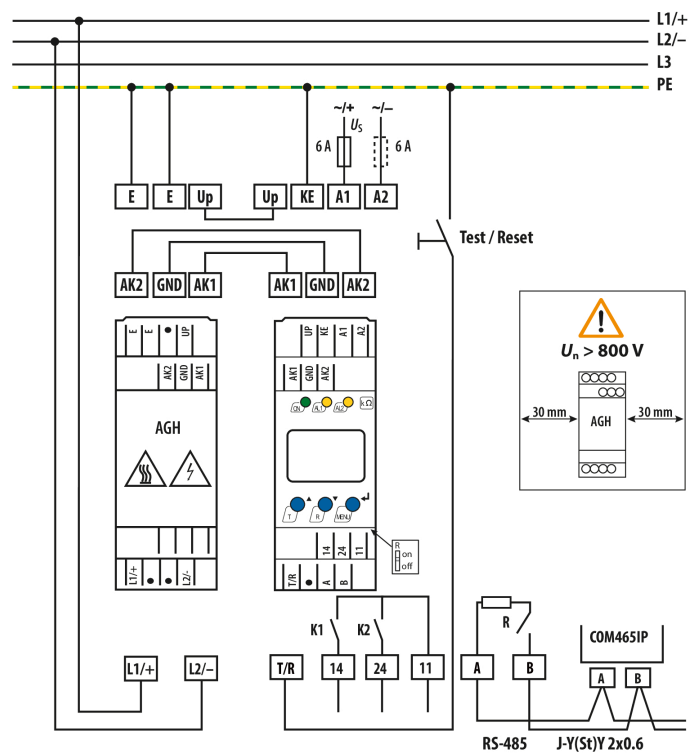 L1/+
L2/−
L3
PE
~/+ ~/−
US
6 A 6 A
E E Up Up KE A1 A2
Test / Reset
AK2 GND AK1 AK1 GND AK2
E E UP UP KE A1 A2
AK2 GND AK1 AK1 GND AK2
ON AL1 AL2 kΩ
AGH
T R MENU
R
on
off
14 24 11
L1/+ L2/- T/R A B
Un > 800 V
30 mm AGH 30 mm
K1 K2 R
COM465IP
L1/+ L2/− T/R 14 24 11 A B A B
RS-485 J-Y(St)Y 2x0.6